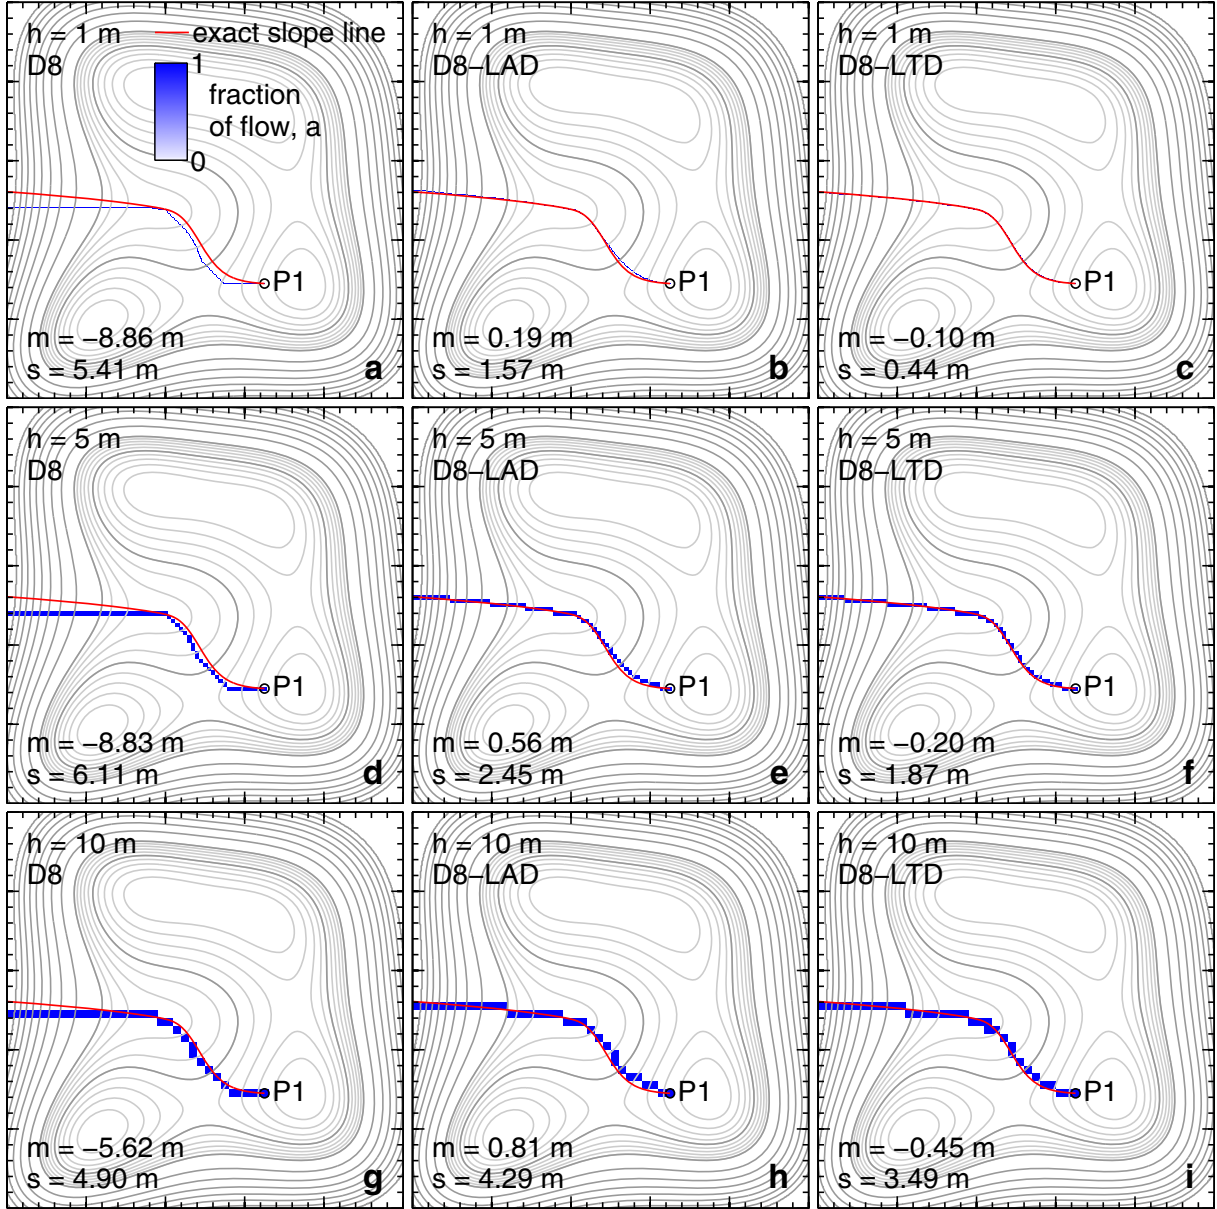 h = 1 m
exact slope line
D8
1
fraction
of flow, a
0
P1
m = −8.86 m
s = 5.41 m
a
h = 1 m
D8−LAD
P1
m = 0.19 m
s = 1.57 m
b
h = 1 m
D8−LTD
P1
m = −0.10 m
s = 0.44 m
c
h = 5 m
D8
P1
m = −8.83 m
s = 6.11 m
d
h = 5 m
D8−LAD
P1
m = 0.56 m
s = 2.45 m
e
h = 5 m
D8−LTD
P1
m = −0.20 m
s = 1.87 m
f
h = 10 m
D8
P1
m = −5.62 m
s = 4.90 m
g
h = 10 m
D8−LAD
P1
m = 0.81 m
s = 4.29 m
h
h = 10 m
D8−LTD
P1
m = −0.45 m
s = 3.49 m
i